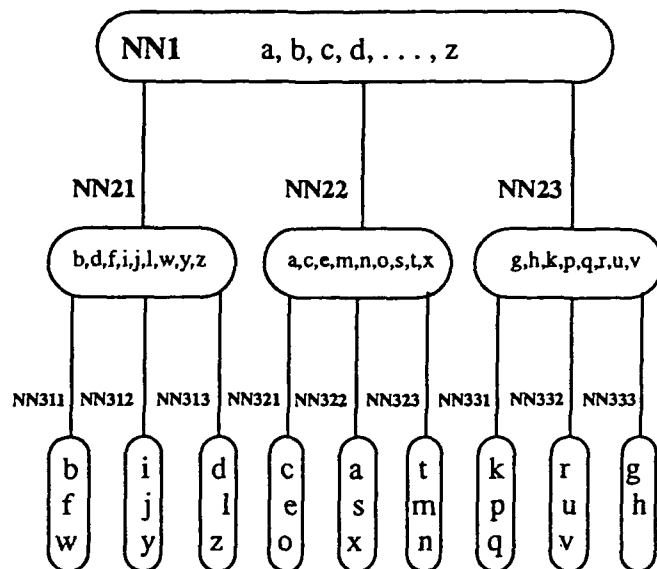 NN1 a, b, c, d, . . . . , z
NN21 NN22 NN23
b,d,f,i,j,l,w,y,z a,c,e,m,n,o,s,t,x g,h,k,p,q,r,u,v
NN311 NN312 NN313 NN321 NN322 NN323 NN331 NN332 NN333
b i d c a t k r g
f j l e s m p u h
w y z o x n q v